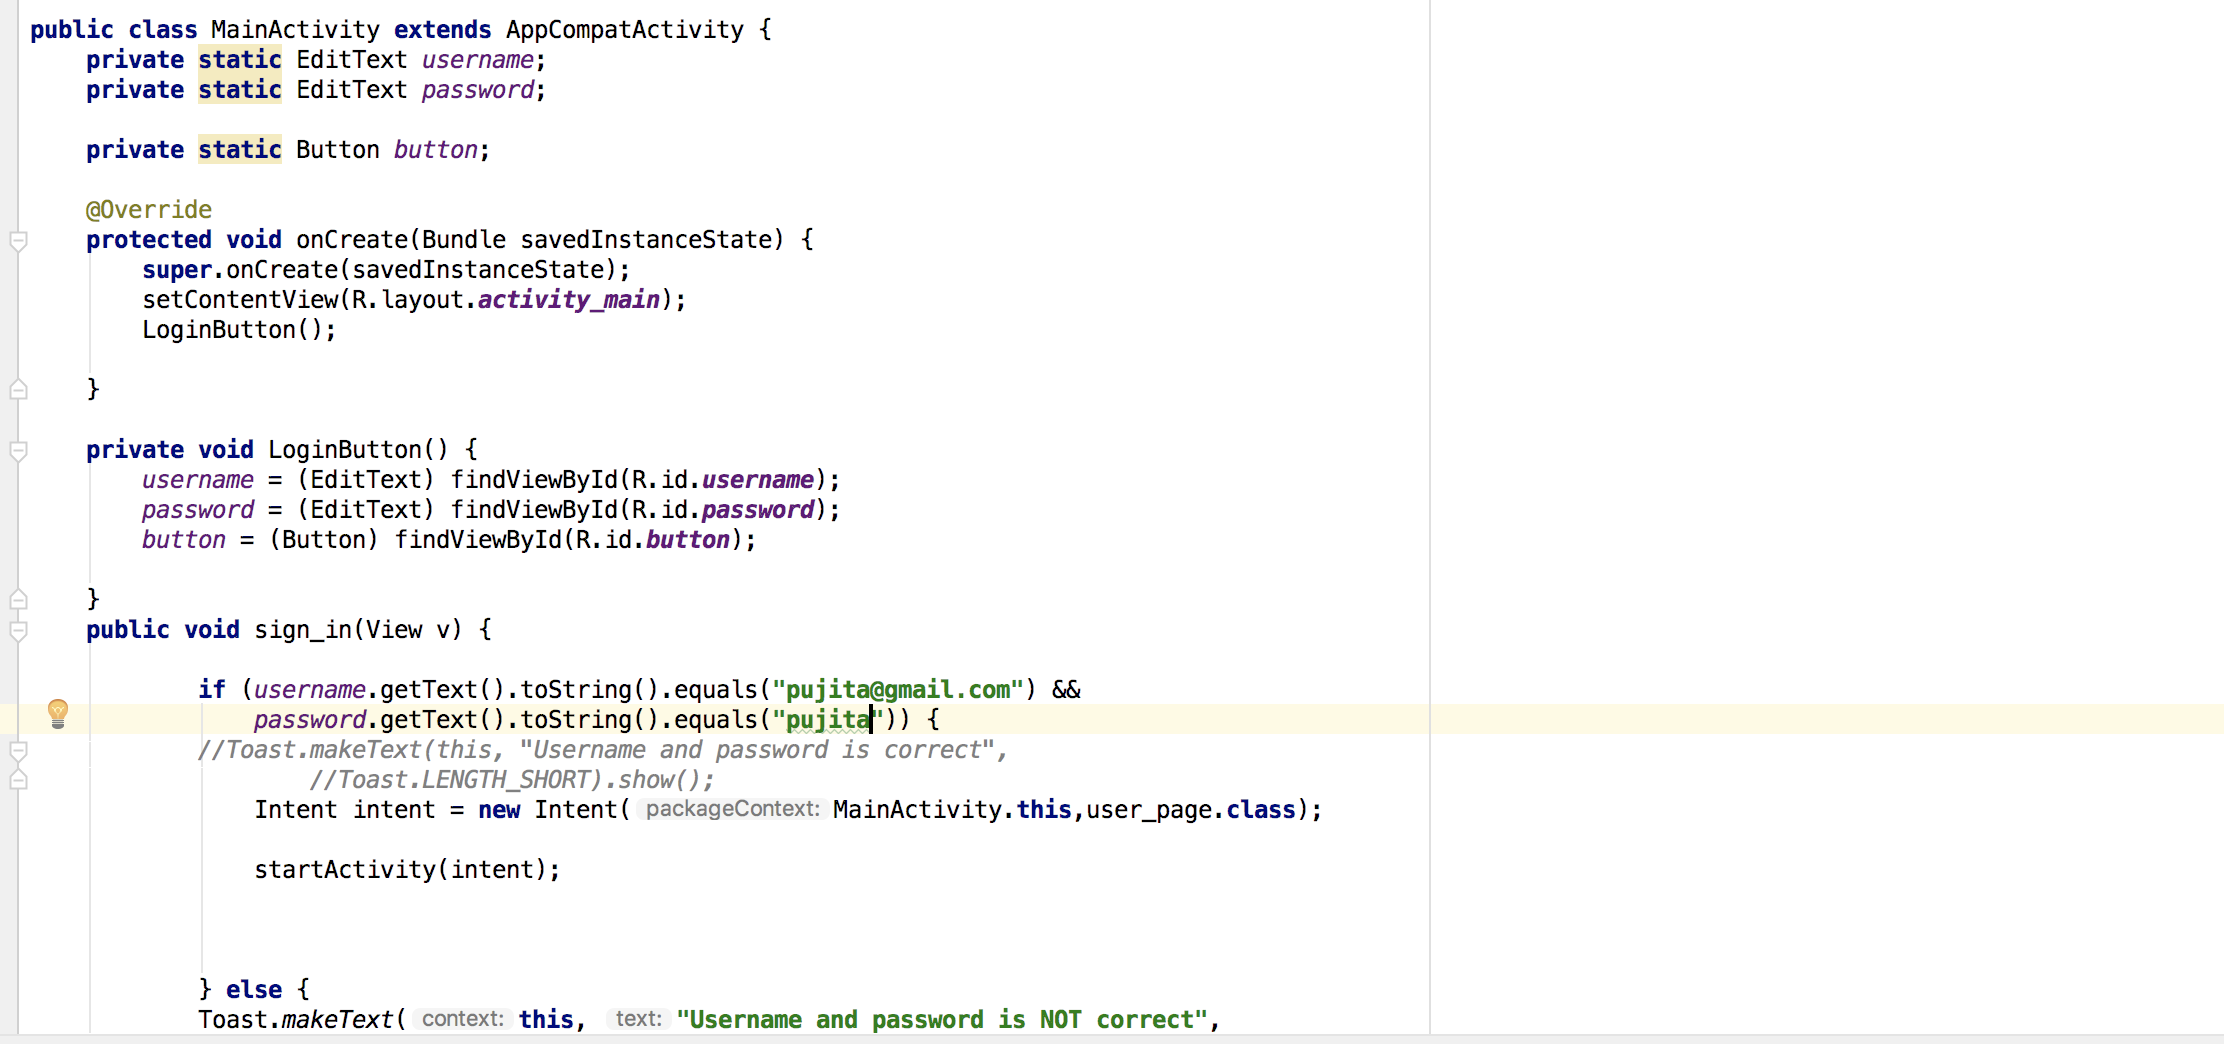 public class MainActivity extends AppCompatActivity {
private static EditText username;
private static EditText password;
private static Button button;
@Override
protected void onCreate(Bundle savedInstanceState) {
super.onCreate(savedInstanceState);
setContentView(R.layout.activity_main);
LoginButton();
}
private void LoginButton() {
username = (EditText) findViewById(R.id.username);
password = (EditText) findViewById(R.id.password);
button = (Button) findViewById(R.id.button);
}
public void sign_in(View v) {
if (username.getText().toString().equals("pujita@gmail.com") &&
password.getText().toString().equals("pujita")) {
//Toast.makeText(this, "Username and password is correct",
//Toast.LENGTH_SHORT).show();
Intent intent = new Intent( packageContext: MainActivity.this,user_page.class);
startActivity(intent);
} else {
Toast.makeText( context: this, text: "Username and password is NOT correct",